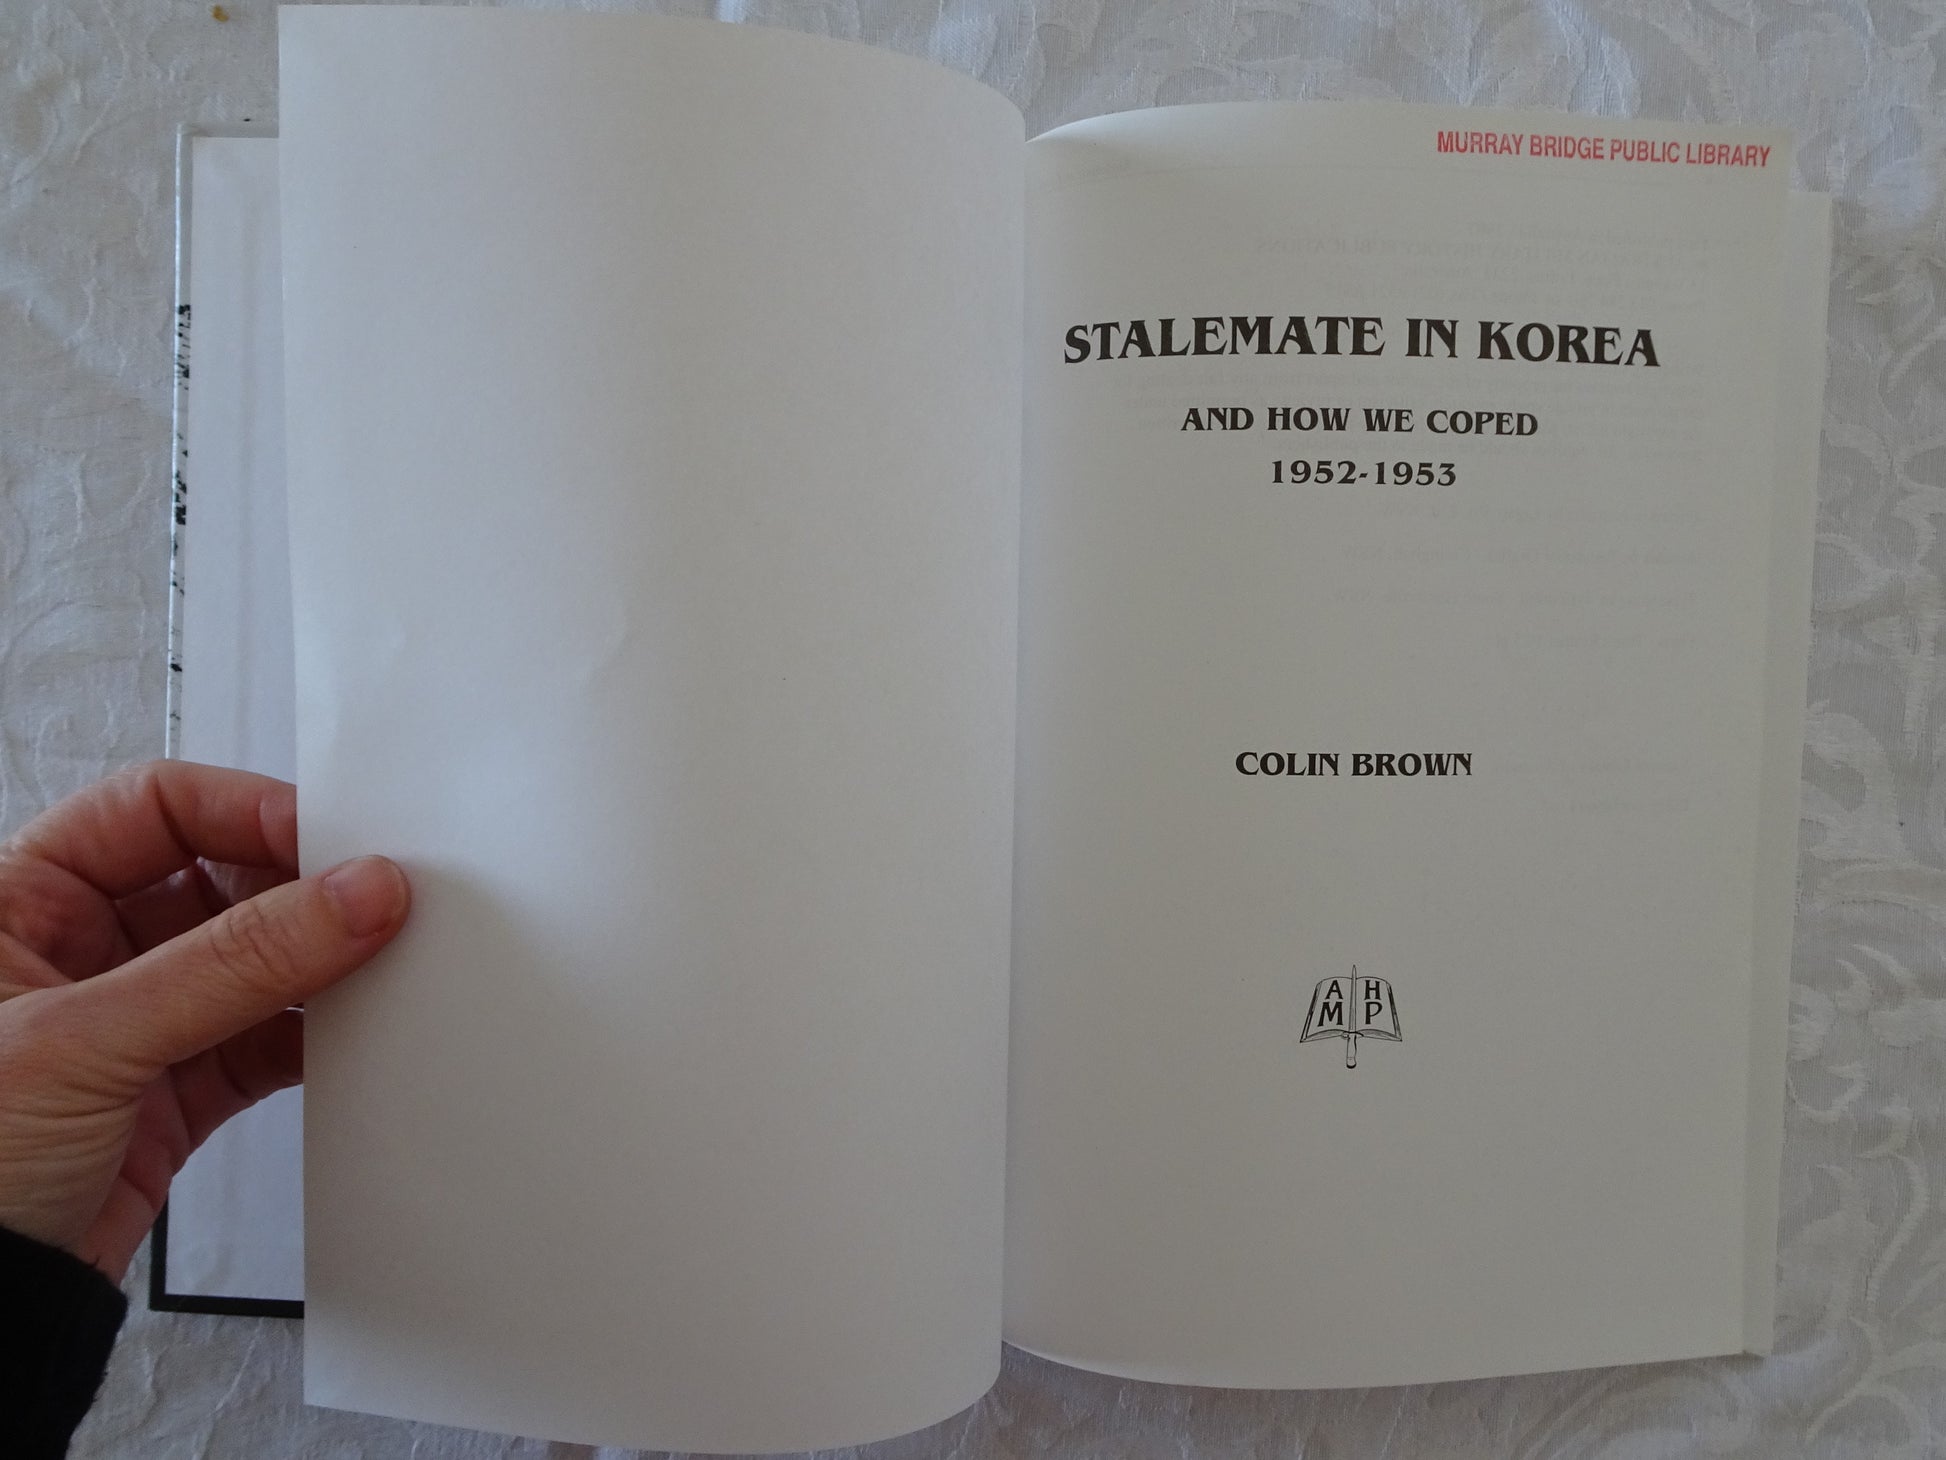 MURRAY BRIDGE PUBLIC LIBRARY
STALEMATE IN KOREA
AND HOW WE COPED
1952-1953
COLIN BROWN
A H
M P